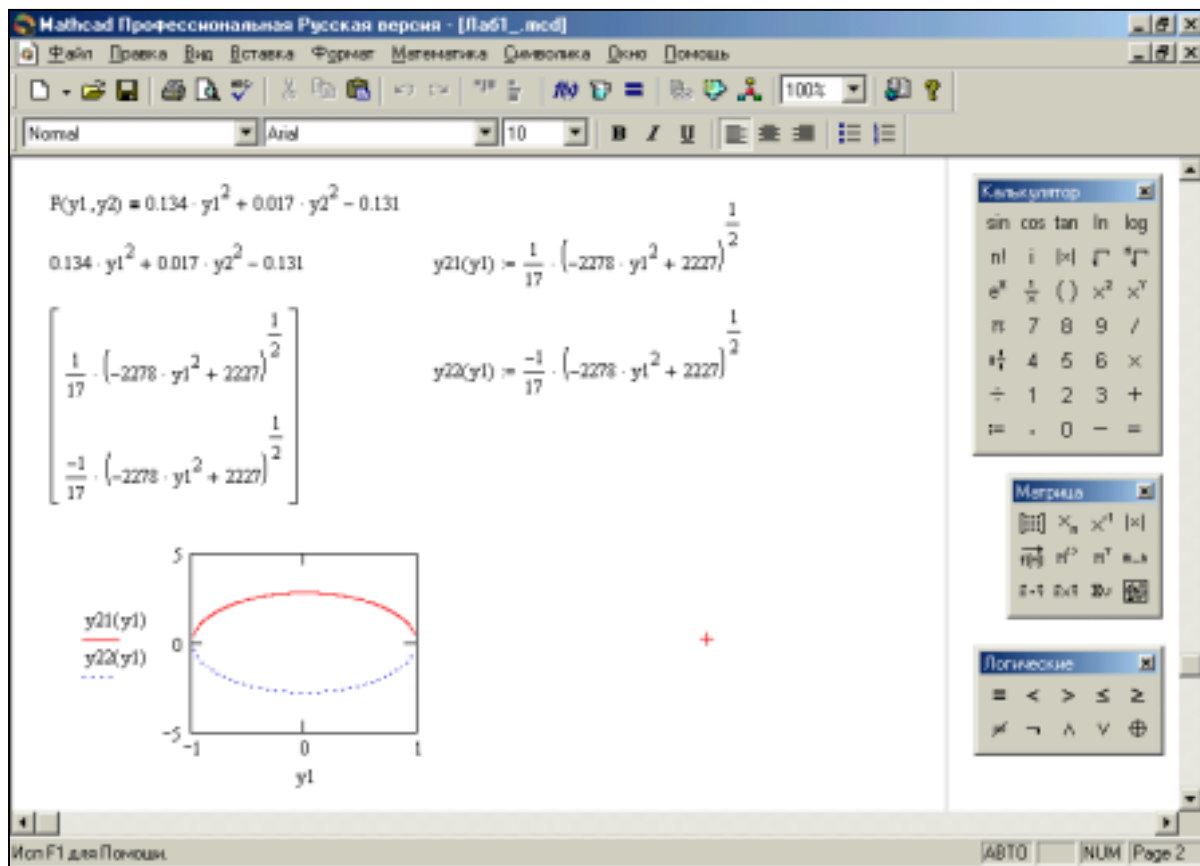 Mathcad Профессиональная Русская версия - [Лаб1_.mcd]
Файл Правка Вид Вставка Формат Математика Символика Окно Помощь
100%
Normal Arial 10 B I U
F(y1,y2) = 0.134 · y1² + 0.017 · y2² − 0.131
0.134 · y1² + 0.017 · y2² − 0.131
y21(y1) := 1/17 · (−2278 · y1² + 2227)^(1/2)
1/17 · (−2278 · y1² + 2227)^(1/2)
y22(y1) := −1/17 · (−2278 · y1² + 2227)^(1/2)
−1/17 · (−2278 · y1² + 2227)^(1/2)
5
y21(y1)
0
y22(y1)
−5
−1 0 1
y1
Калькулятор
sin cos tan ln log
n! i |×|
eˣ 1/x ( ) x² xʸ
π 7 8 9 /
4 5 6 ×
÷ 1 2 3 +
:= . 0 − =
Матрица
Логические
= < > ≤ ≥
≠ ¬ ∧ ∨ ⊕
Исп F1 для Помощи.
АВТО NUM Page 2